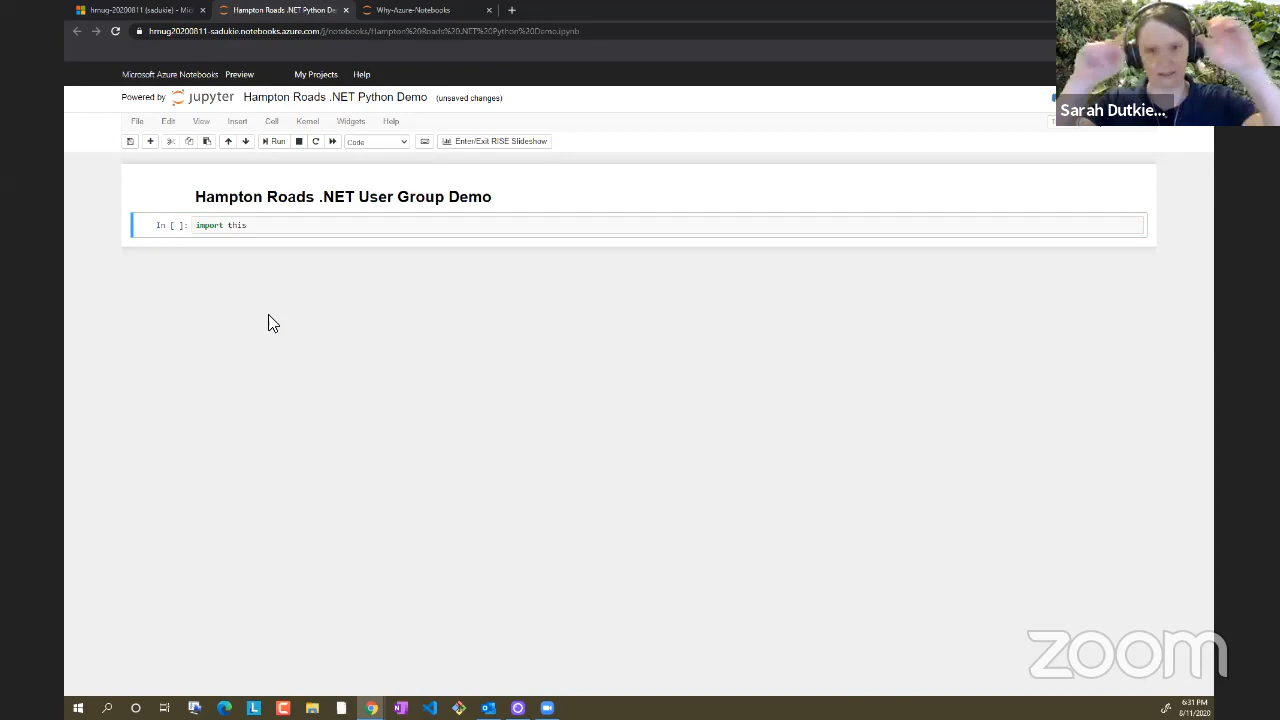 hrnug-20200811 (sadukie) - Micr
Hampton Roads .NET Python De
Why-Azure-Notebooks
hrnug20200811-sadukie.notebooks.azure.com/j/notebooks/Hampton%20Roads%20.NET%20Python%20Demo.ipynb
Microsoft Azure Notebooks Preview My Projects Help
Sarah Dutkie...
Powered by jupyter Hampton Roads .NET Python Demo (unsaved changes)
File Edit View Insert Cell Kernel Widgets Help
Run Code Enter/Exit RISE Slideshow
Hampton Roads .NET User Group Demo
In [ ]: import this
zoom
6:31 PM
8/11/2020